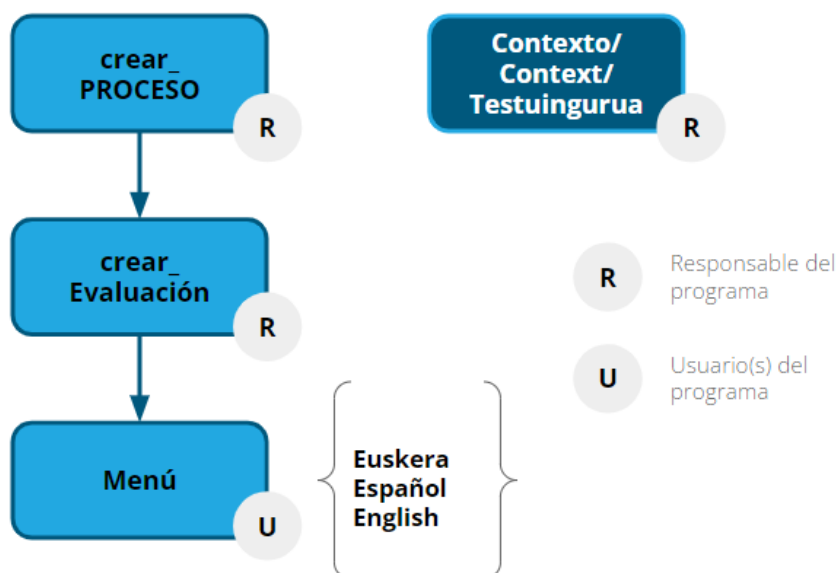 crear_
PROCESO
R
Contexto/
Context/
Testuingurua
R
crear_
Evaluación
R
R
Responsable del
programa
U
Usuario(s) del
programa
Menú
U
Euskera
Español
English